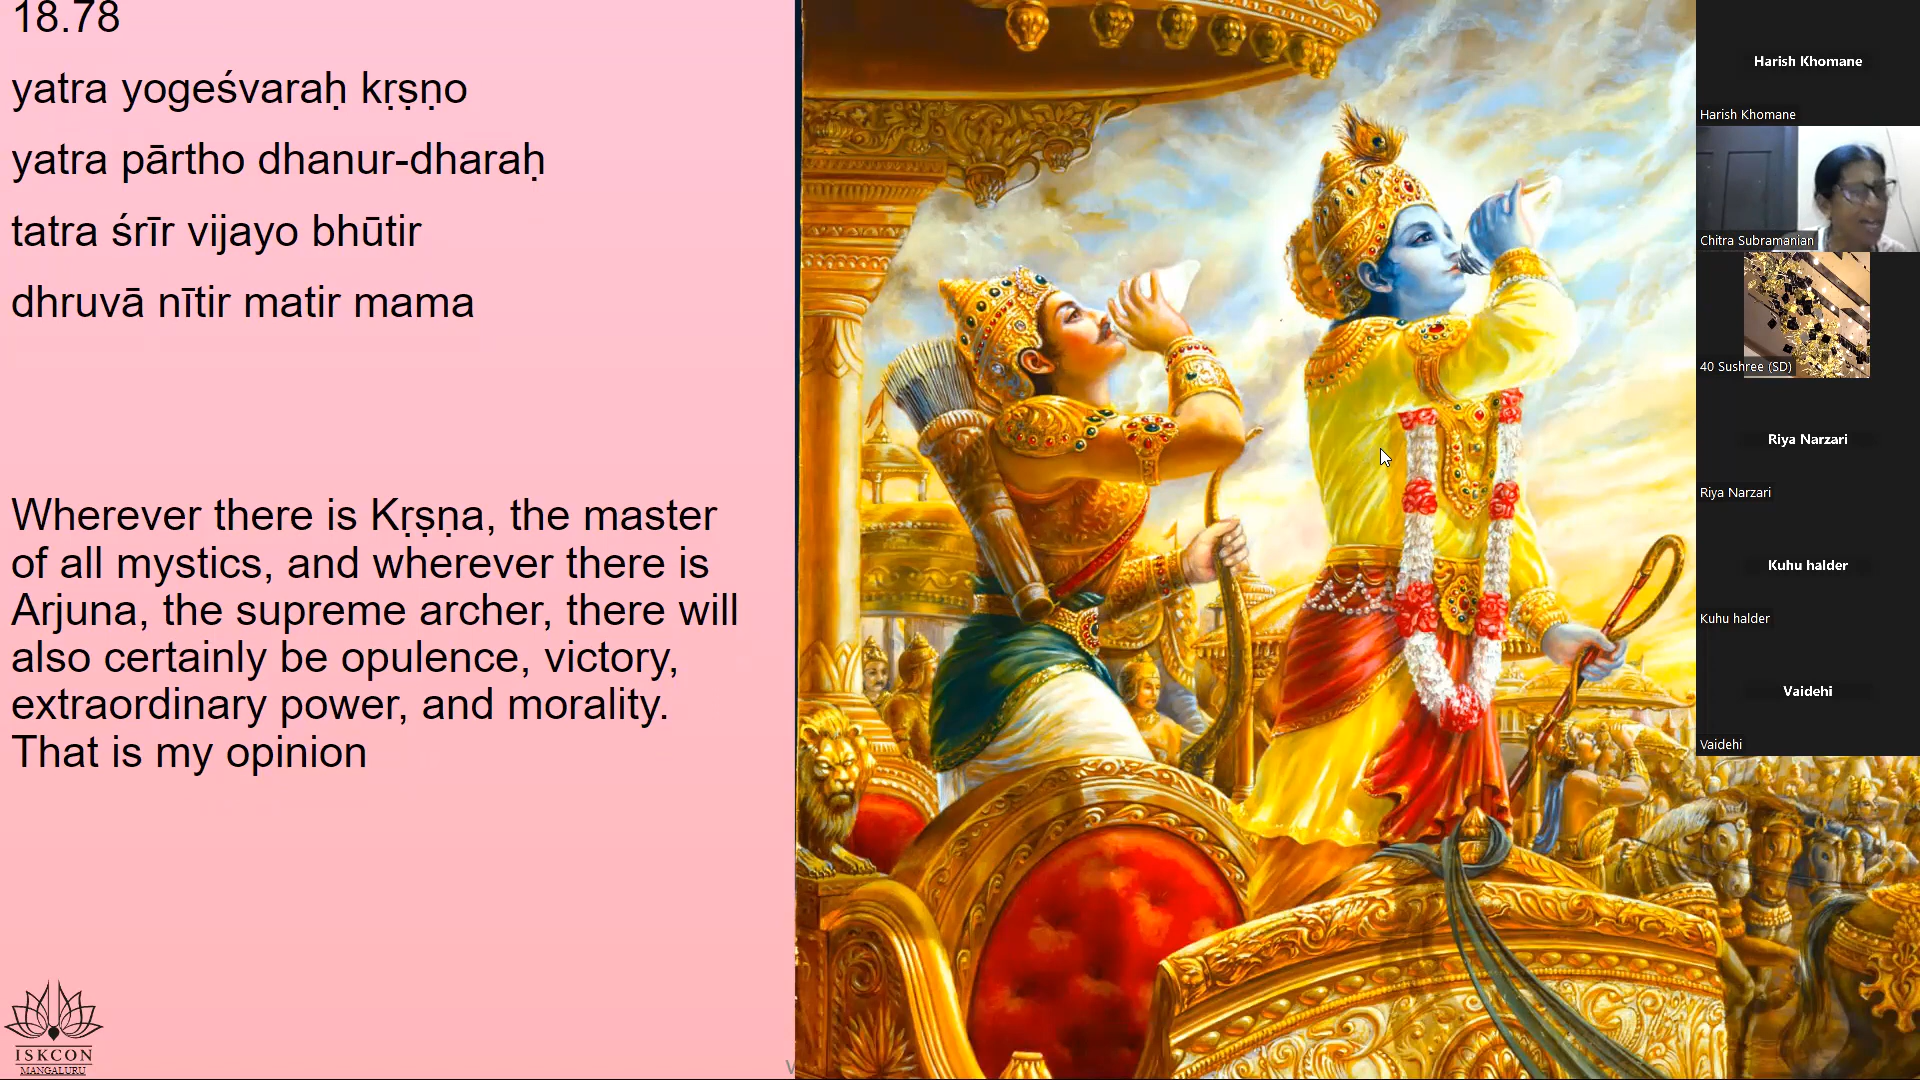 18.78
yatra yogeśvaraḥ kṛṣṇo
yatra pārtho dhanur-dharaḥ
tatra śrīr vijayo bhūtir
dhruvā nītir matir mama
Wherever there is Kṛṣṇa, the master
of all mystics, and wherever there is
Arjuna, the supreme archer, there will
also certainly be opulence, victory,
extraordinary power, and morality.
That is my opinion
ISKCON
MANGALURU
Harish Khomane
Harish Khomane
Chitra Subramanian
40 Sushree (SD)
Riya Narzari
Riya Narzari
Kuhu halder
Kuhu halder
Vaidehi
Vaidehi